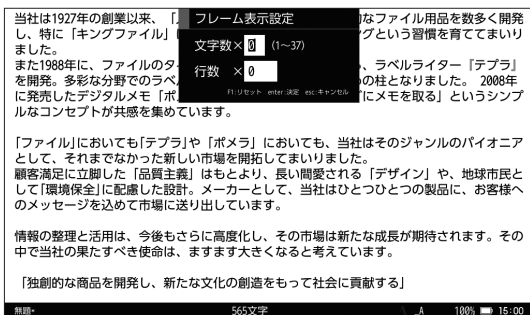 当社は1927年の創業以来、「
なファイル用品を数多く開発
し、特に「キングファイル」
ングという習慣を育ててまいり
ました。
また1988年に、ファイルのタ
、ラベルライター『テプラ』
を開発。多彩な分野でのラベ
の柱となりました。 2008年
に発売したデジタルメモ「ポ
にメモを取る」というシンプ
ルなコンセプトが共感を集めています。
フレーム表示設定
文字数× 0 (1〜37)
行数 × 0
F1:リセット enter:決定 esc:キャンセル
「ファイル」においても「テプラ」や「ポメラ」においても、当社はそのジャンルのパイオニア
として、それまでなかった新しい市場を開拓してまいりました。
顧客満足に立脚した「品質主義」はもとより、長い間愛される「デザイン」や、地球市民と
して「環境保全」に配慮した設計。メーカーとして、当社はひとつひとつの製品に、お客様へ
のメッセージを込めて市場に送り出しています。
情報の整理と活用は、今後もさらに高度化し、その市場は新たな成長が期待されます。その
中で当社の果たすべき使命は、ますます大きくなると考えています。
「独創的な商品を開発し、新たな文化の創造をもって社会に貢献する」
無題* 565文字 _A 100% 15:00